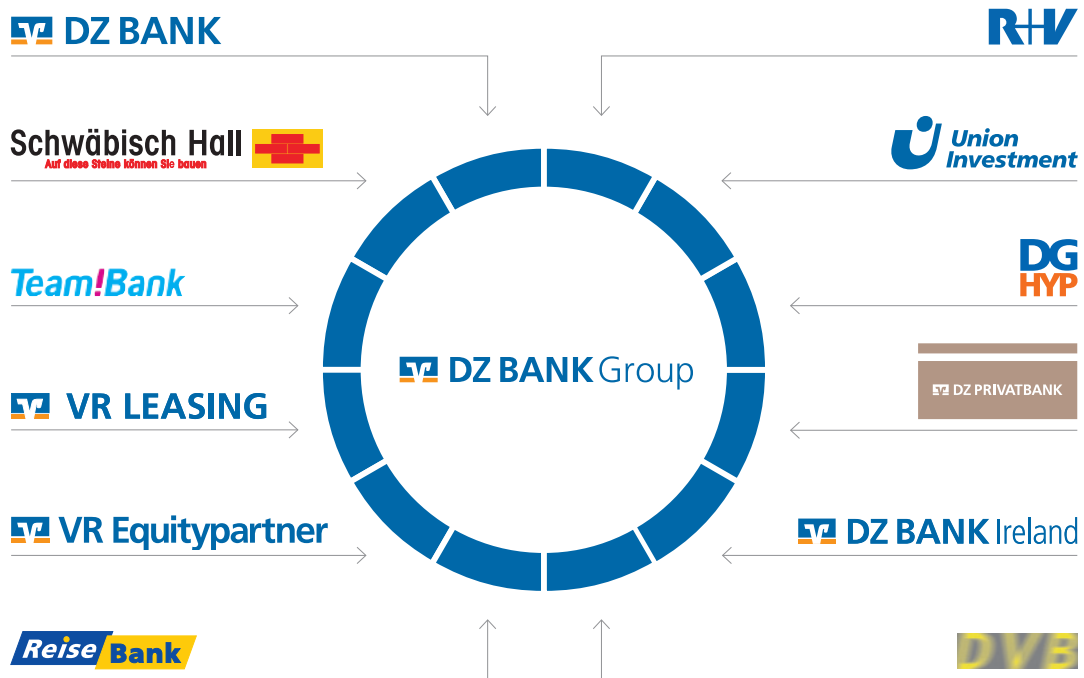 DZ BANK
R+V
Schwäbisch Hall
Auf diese Steine können Sie bauen
Union
Investment
Team!Bank
DG
HYP
DZ BANK Group
DZ PRIVATBANK
VR LEASING
VR Equitypartner
DZ BANK Ireland
Reise Bank
DVB